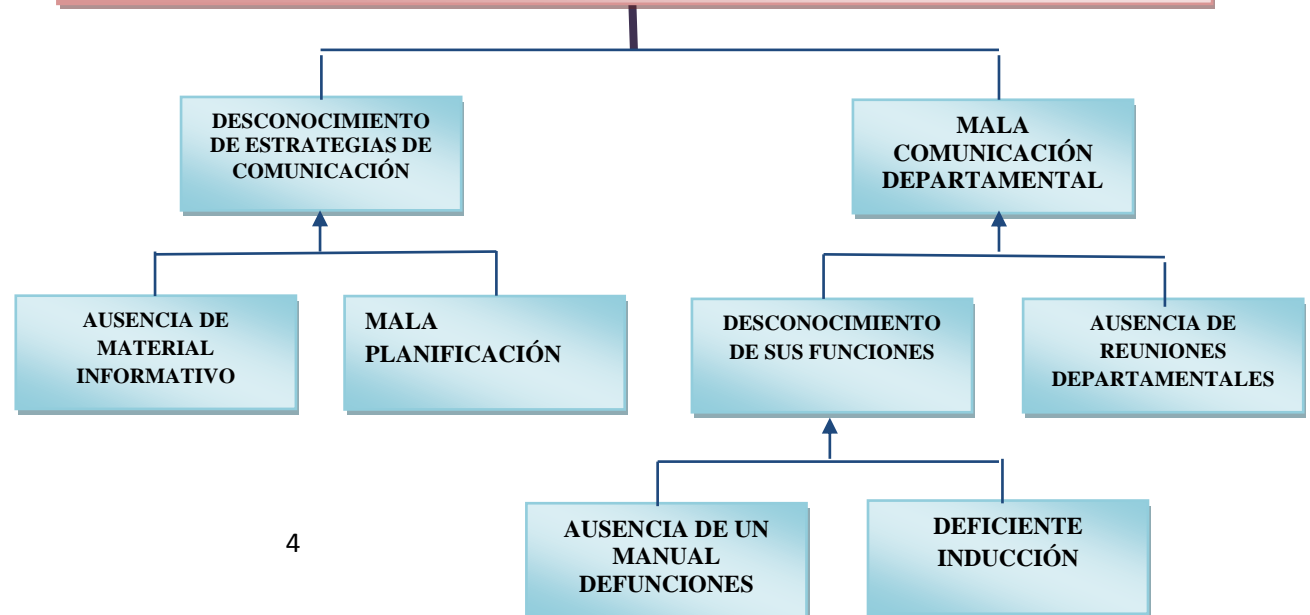 DESCONOCIMIENTO
DE ESTRATEGIAS DE
COMUNICACIÓN
MALA
COMUNICACIÓN
DEPARTAMENTAL
AUSENCIA DE
MATERIAL
INFORMATIVO
MALA
PLANIFICACIÓN
DESCONOCIMIENTO
DE SUS FUNCIONES
AUSENCIA DE
REUNIONES
DEPARTAMENTALES
AUSENCIA DE UN
MANUAL
DEFUNCIONES
DEFICIENTE
INDUCCIÓN
4